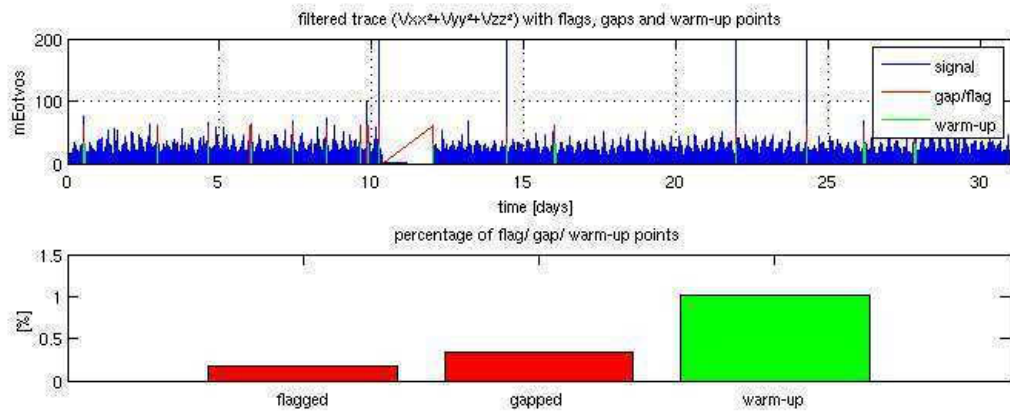 filtered trace (Vxx²+Vyy²+Vzz²) with flags, gaps and warm-up points
200
100
0
mEotvos
signal
gap/flag
warm-up
0 5 10 15 20 25 30
time [days]
percentage of flag/ gap/ warm-up points
1.5
1
0.5
0
[%]
flagged gapped warm-up